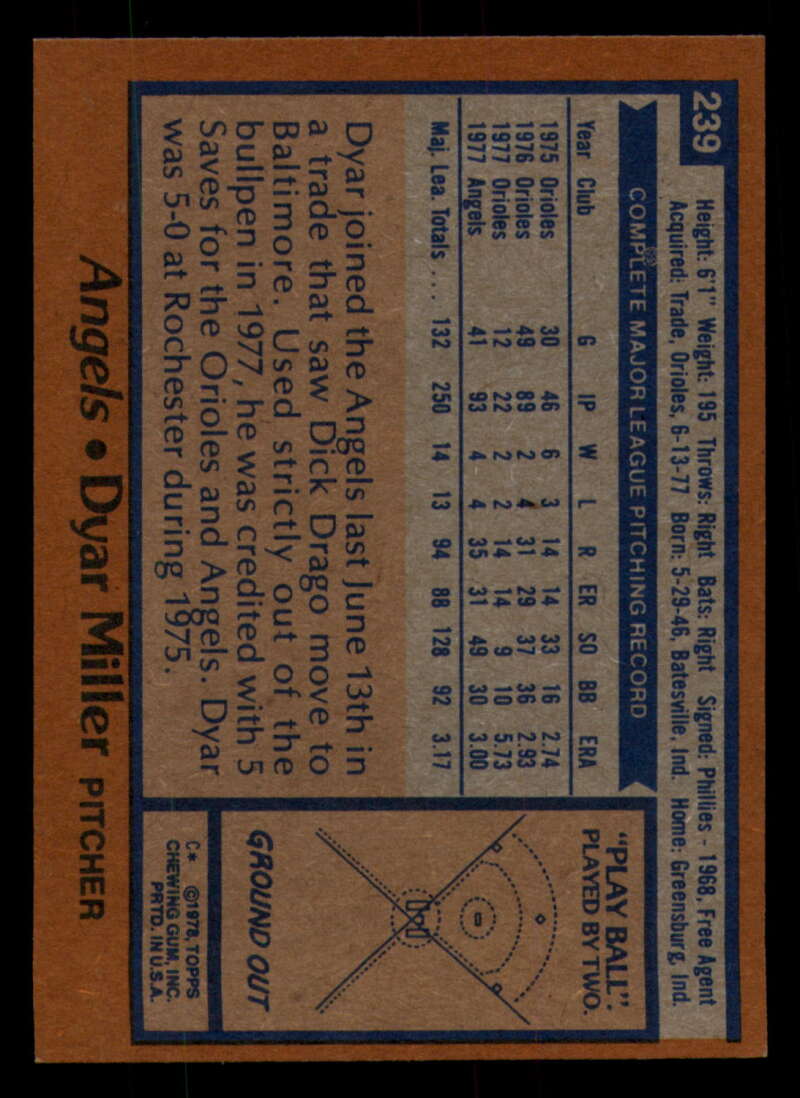 239
Height: 6'1" Weight: 195 Throws: Right Bats: Right Signed: Phillies - 1968, Free Agent
Acquired: Trade, Orioles, 6-13-77 Born: 5-29-46, Batesville, Ind. Home: Greensburg, Ind.
COMPLETE MAJOR LEAGUE PITCHING RECORD
Year Club G IP W L R ER SO BB ERA
1975 Orioles 30 46 6 3 14 14 33 16 2.74
1976 Orioles 49 89 2 4 31 29 37 36 2.93
1977 Orioles 12 22 2 2 14 14 9 10 5.73
1977 Angels 41 93 4 4 35 31 49 30 3.00
Maj. Lea. Totals ... 132 250 14 13 94 88 128 92 3.17
Dyar joined the Angels last June 13th in
a trade that saw Dick Drago move to
Baltimore. Used strictly out of the
bullpen in 1977, he was credited with 5
Saves for the Orioles and Angels. Dyar
was 5-0 at Rochester during 1975.
"PLAY BALL":
PLAYED BY TWO.
GROUND OUT
C* ©1978, TOPPS
CHEWING GUM, INC.
PRTD. IN U.S.A.
Angels • Dyar Miller PITCHER